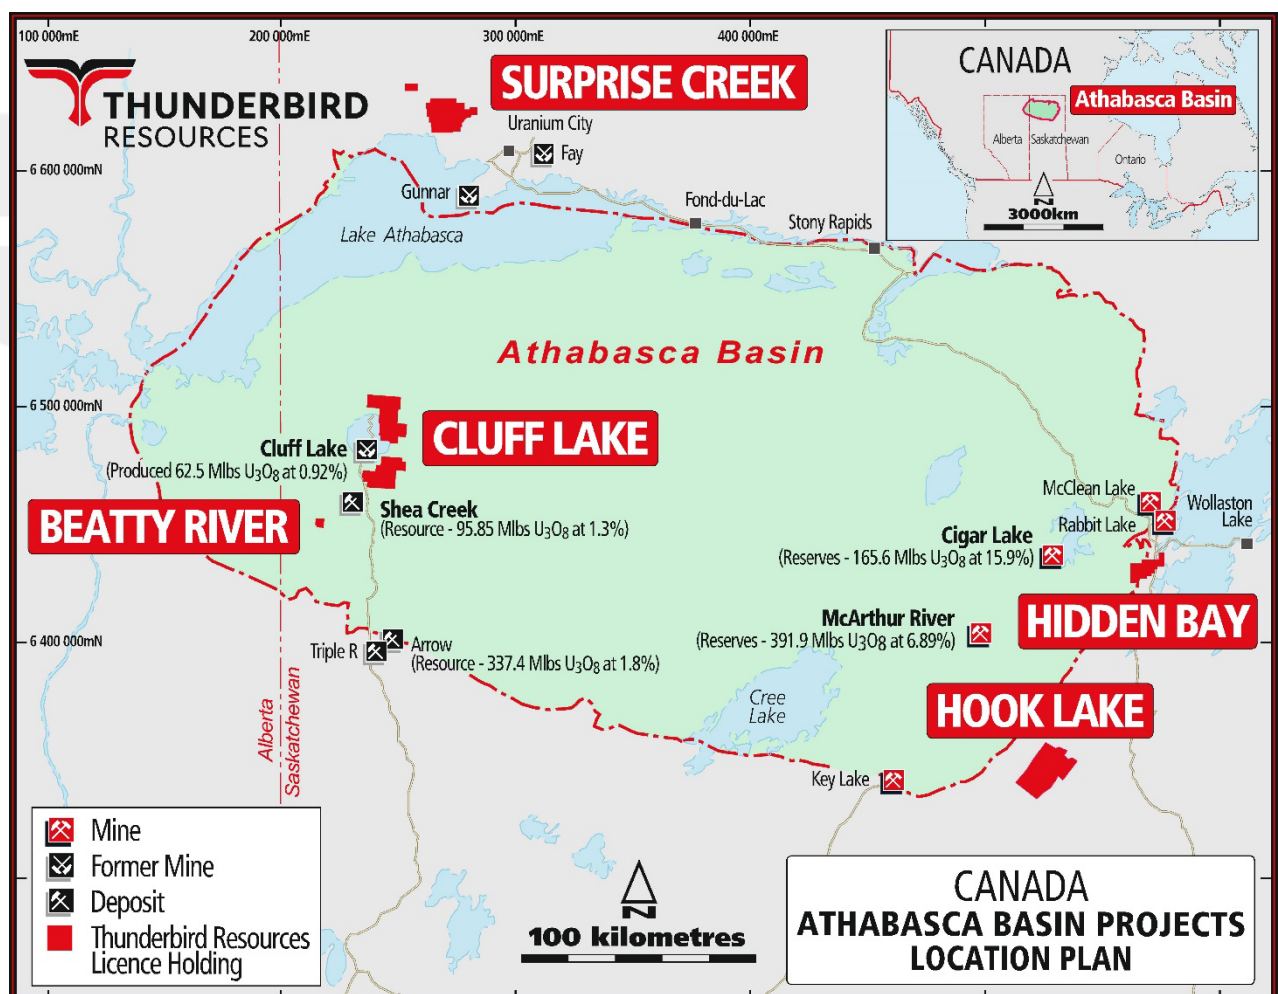 100 000mE
200 000mE
300 000mE
400 000mE
THUNDERBIRD
RESOURCES
SURPRISE CREEK
CANADA
Athabasca Basin
Alberta
Saskatchewan
Ontario
N
3000km
Uranium City
Fay
6 600 000mN
Gunnar
Fond-du-Lac
Stony Rapids
Lake Athabasca
Athabasca Basin
6 500 000mN
CLUFF LAKE
Cluff Lake
(Produced 62.5 Mlbs U3O8 at 0.92%)
McClean Lake
Wollaston
Lake
BEATTY RIVER
Shea Creek
(Resource - 95.85 Mlbs U3O8 at 1.3%)
Rabbit Lake
Cigar Lake
(Reserves - 165.6 Mlbs U3O8 at 15.9%)
HIDDEN BAY
McArthur River
(Reserves - 391.9 Mlbs U3O8 at 6.89%)
6 400 000mN
Triple R
Arrow
(Resource - 337.4 Mlbs U3O8 at 1.8%)
HOOK LAKE
Cree
Lake
Alberta
Saskatchewan
Key Lake
Mine
Former Mine
Deposit
Thunderbird Resources
Licence Holding
N
100 kilometres
CANADA
ATHABASCA BASIN PROJECTS
LOCATION PLAN